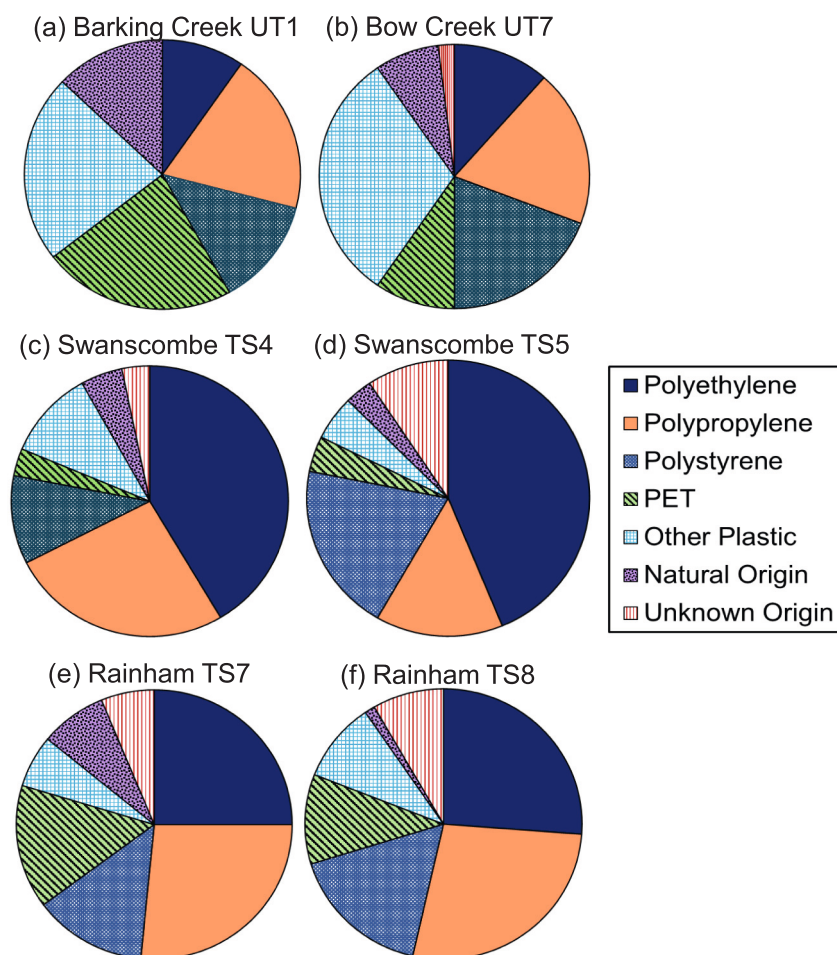 (a) Barking Creek UT1
(b) Bow Creek UT7
(c) Swanscombe TS4
(d) Swanscombe TS5
Polyethylene
Polypropylene
Polystyrene
PET
Other Plastic
Natural Origin
Unknown Origin
(e) Rainham TS7
(f) Rainham TS8